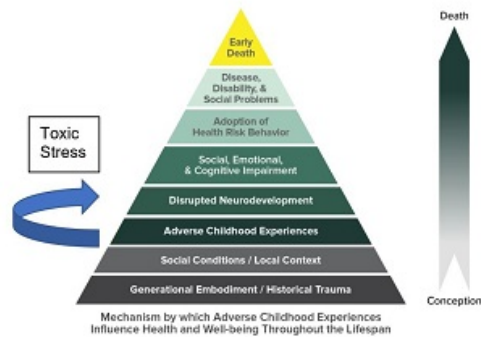 Death
Early
Death
Disease,
Disability, &
Social Problems
Adoption of
Health Risk Behavior
Toxic
Stress
Social, Emotional,
& Cognitive Impairment
Disrupted Neurodevelopment
Adverse Childhood Experiences
Social Conditions / Local Context
Generational Embodiment / Historical Trauma
Conception
Mechanism by which Adverse Childhood Experiences
Influence Health and Well-being Throughout the Lifespan